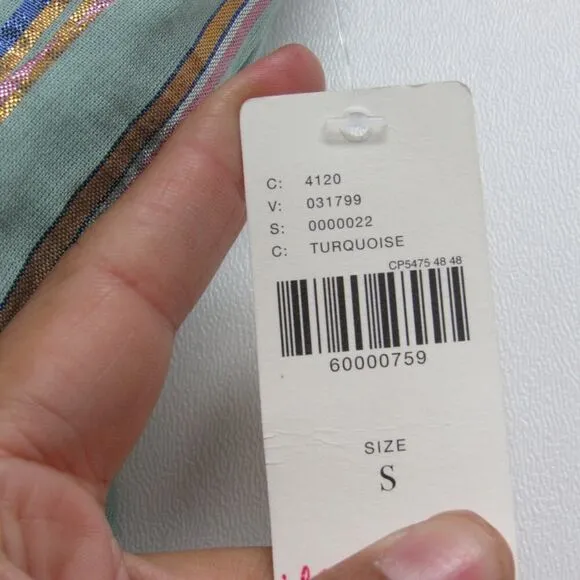 C: 4120
V: 031799
S: 0000022
C: TURQUOISE
CP5475 48 48
60000759
SIZE
S